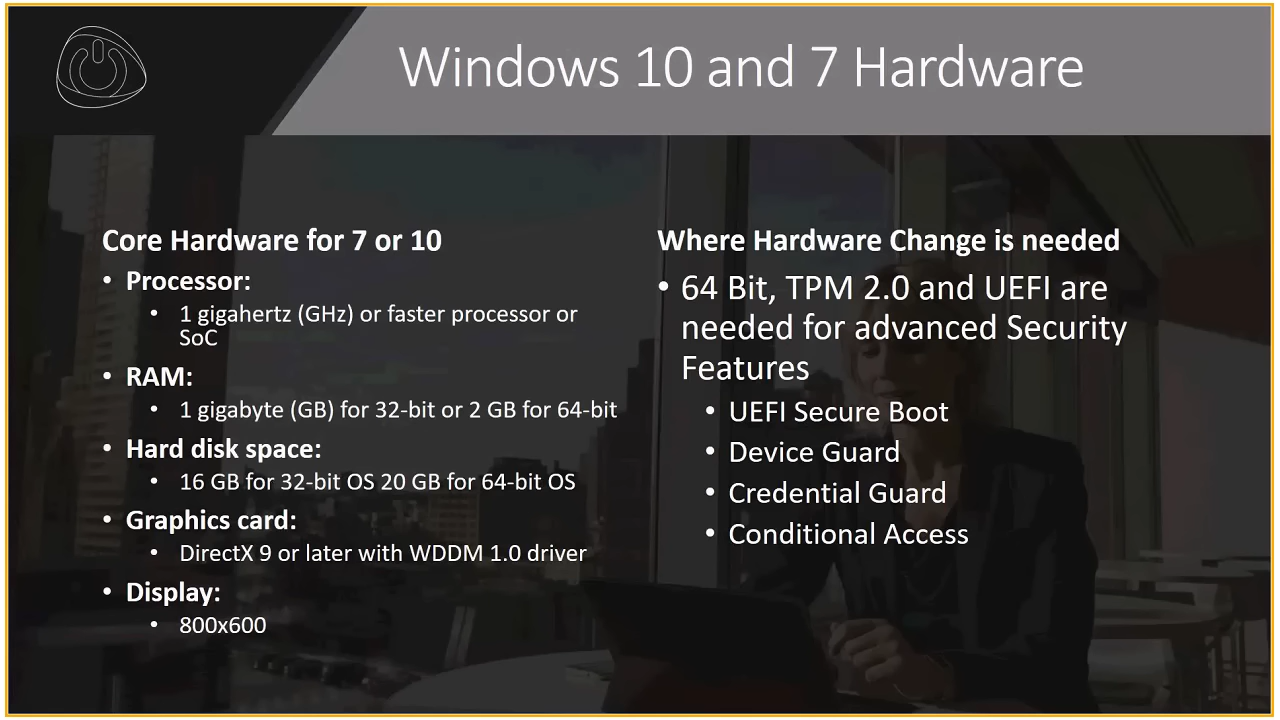 Windows 10 and 7 Hardware
Core Hardware for 7 or 10
• Processor:
• 1 gigahertz (GHz) or faster processor or
SoC
• RAM:
• 1 gigabyte (GB) for 32-bit or 2 GB for 64-bit
• Hard disk space:
• 16 GB for 32-bit OS 20 GB for 64-bit OS
• Graphics card:
• DirectX 9 or later with WDDM 1.0 driver
• Display:
• 800x600
Where Hardware Change is needed
• 64 Bit, TPM 2.0 and UEFI are
needed for advanced Security
Features
• UEFI Secure Boot
• Device Guard
• Credential Guard
• Conditional Access